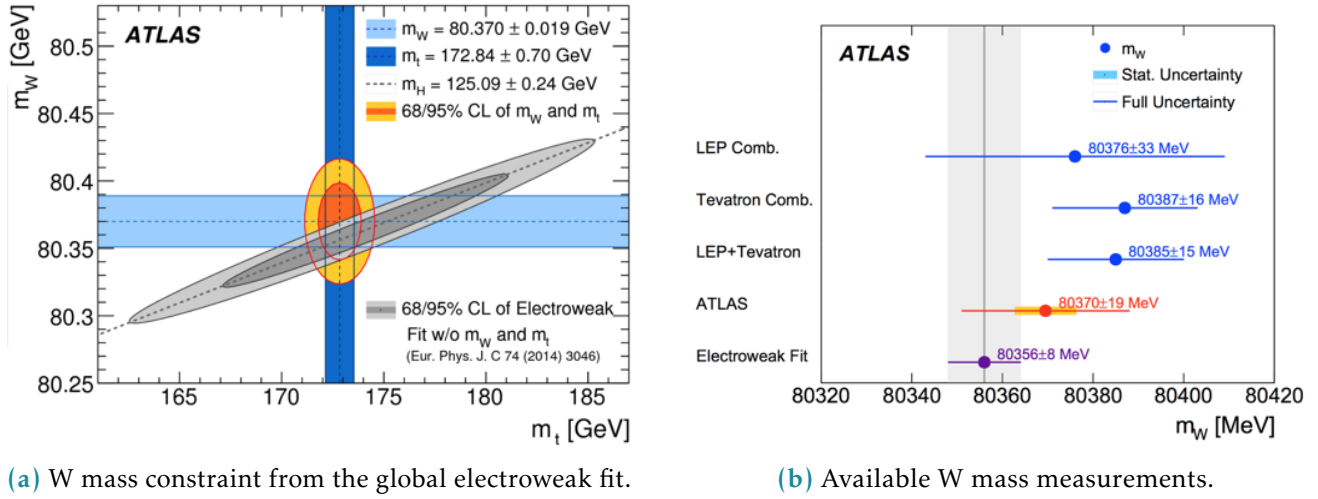 ATLAS
m_W = 80.370 ± 0.019 GeV
m_t = 172.84 ± 0.70 GeV
m_H = 125.09 ± 0.24 GeV
68/95% CL of m_W and m_t
68/95% CL of Electroweak
Fit w/o m_W and m_t
(Eur. Phys. J. C 74 (2014) 3046)
m_W [GeV]
80.5
80.45
80.4
80.35
80.3
80.25
165 170 175 180 185
m_t [GeV]
(a) W mass constraint from the global electroweak fit.
ATLAS
m_W
Stat. Uncertainty
Full Uncertainty
LEP Comb. 80376±33 MeV
Tevatron Comb. 80387±16 MeV
LEP+Tevatron 80385±15 MeV
ATLAS 80370±19 MeV
Electroweak Fit 80356±8 MeV
80320 80340 80360 80380 80400 80420
m_W [MeV]
(b) Available W mass measurements.